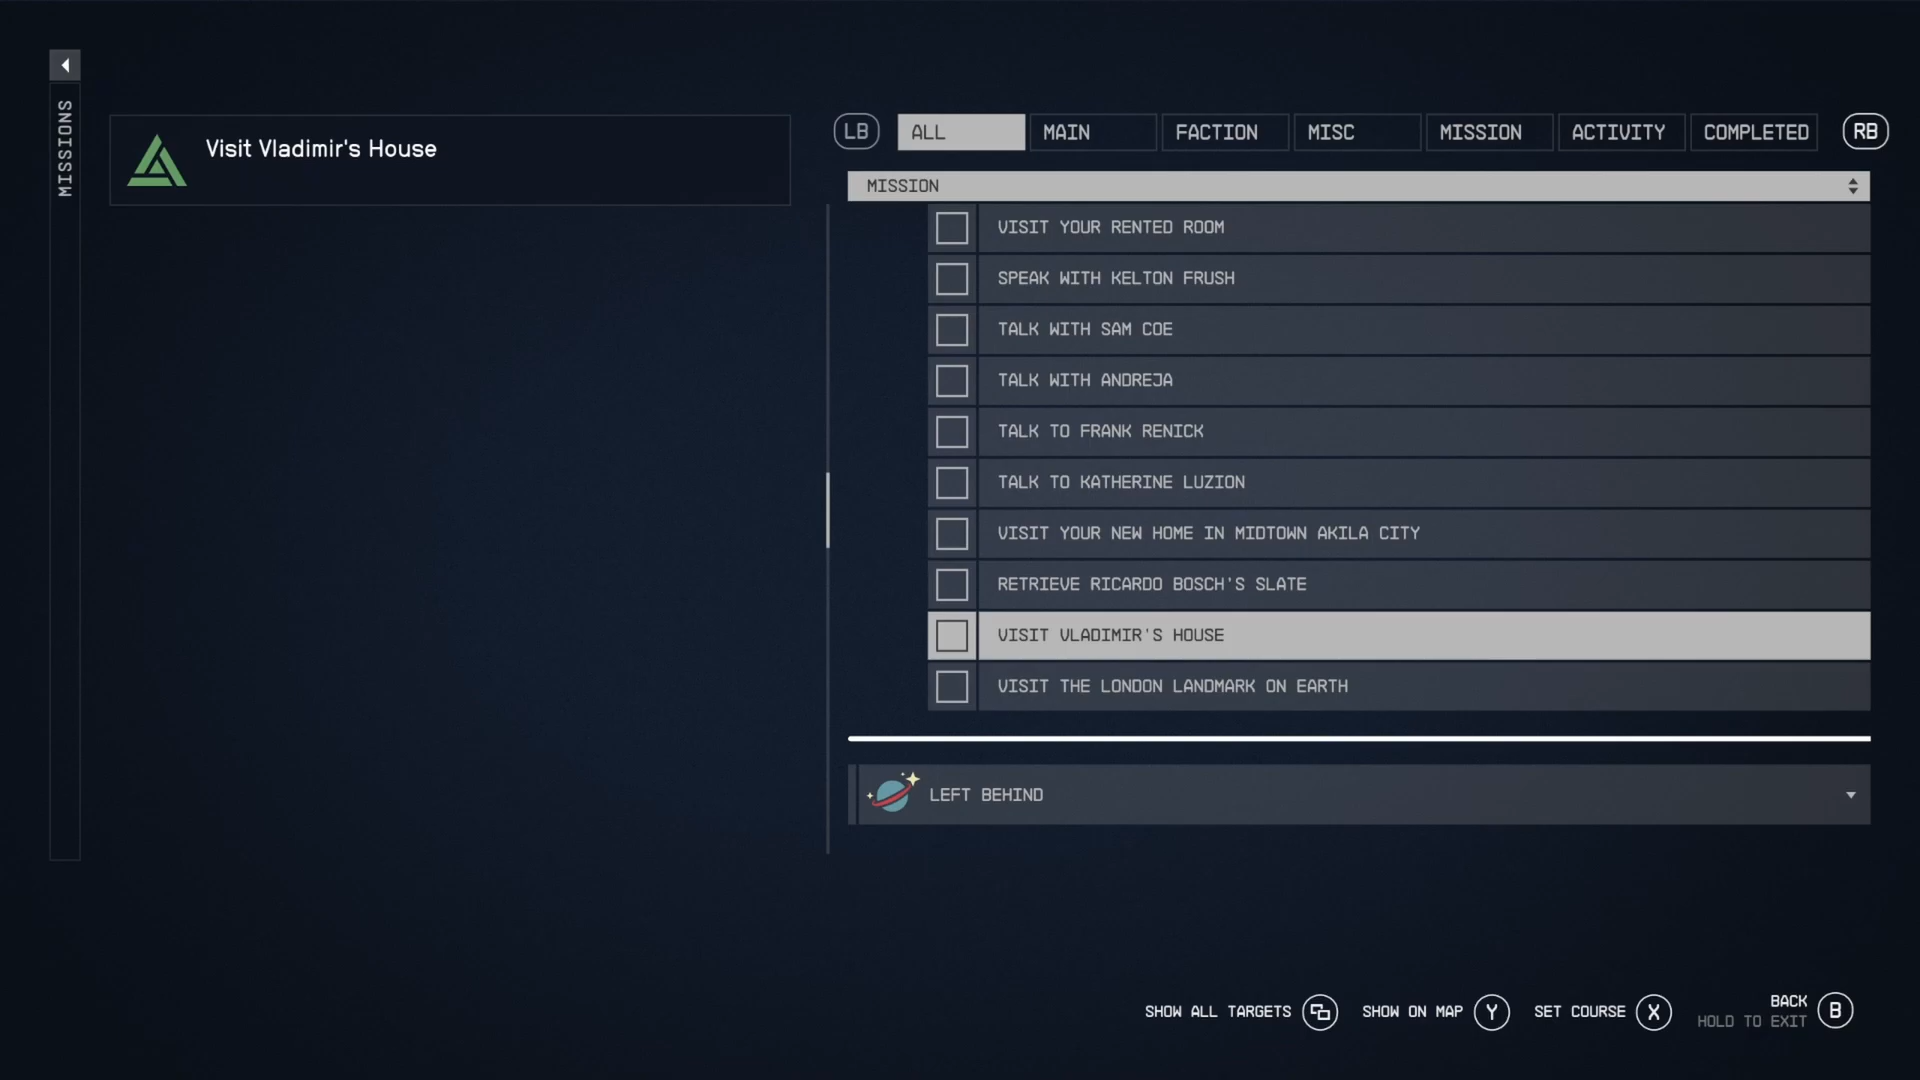 MISSIONS
Visit Vladimir's House
LB
ALL
MAIN
FACTION
MISC
MISSION
ACTIVITY
COMPLETED
RB
MISSION
VISIT YOUR RENTED ROOM
SPEAK WITH KELTON FRUSH
TALK WITH SAM COE
TALK WITH ANDREJA
TALK TO FRANK RENICK
TALK TO KATHERINE LUZION
VISIT YOUR NEW HOME IN MIDTOWN AKILA CITY
RETRIEVE RICARDO BOSCH'S SLATE
VISIT VLADIMIR'S HOUSE
VISIT THE LONDON LANDMARK ON EARTH
LEFT BEHIND
SHOW ALL TARGETS
SHOW ON MAP Y
SET COURSE X
BACK B
HOLD TO EXIT